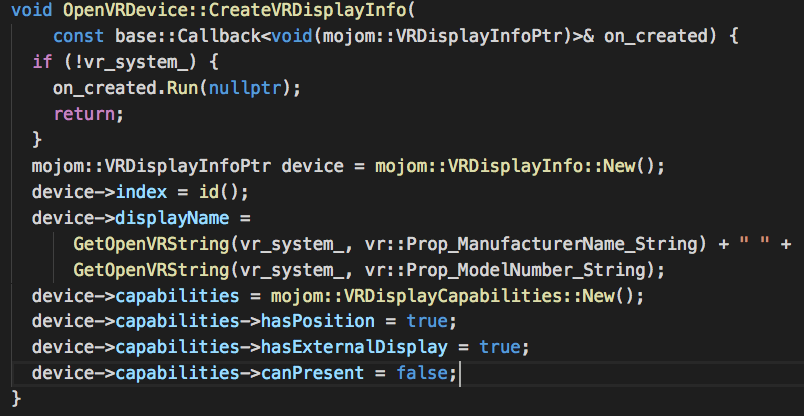 void OpenVRDevice::CreateVRDisplayInfo(
    const base::Callback<void(mojom::VRDisplayInfoPtr)>& on_created) {
  if (!vr_system_) {
    on_created.Run(nullptr);
    return;
  }
  mojom::VRDisplayInfoPtr device = mojom::VRDisplayInfo::New();
  device->index = id();
  device->displayName =
      GetOpenVRString(vr_system_, vr::Prop_ManufacturerName_String) + " " +
      GetOpenVRString(vr_system_, vr::Prop_ModelNumber_String);
  device->capabilities = mojom::VRDisplayCapabilities::New();
  device->capabilities->hasPosition = true;
  device->capabilities->hasExternalDisplay = true;
  device->capabilities->canPresent = false;
}